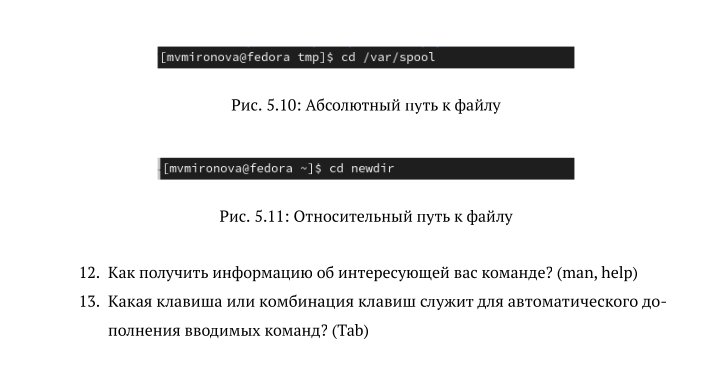 [mvmironova@fedora tmp]$ cd /var/spool
Рис. 5.10: Абсолютный путь к файлу
[mvmironova@fedora ~]$ cd newdir
Рис. 5.11: Относительный путь к файлу
12. Как получить информацию об интересующей вас команде? (man, help)
13. Какая клавиша или комбинация клавиш служит для автоматического до-
полнения вводимых команд? (Tab)